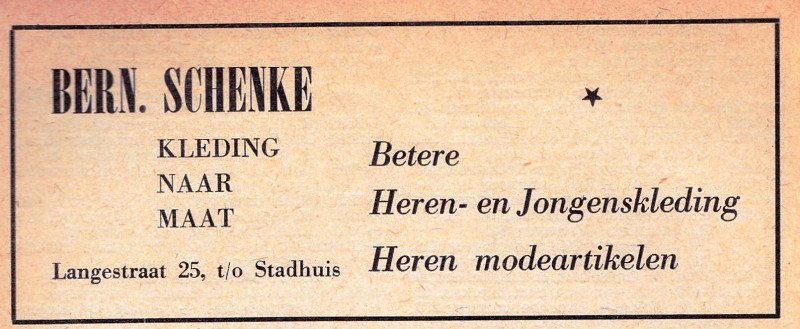 BERN. SCHENKE
KLEDING
NAAR
MAAT
Langestraat 25, t/o Stadhuis
Betere
Heren- en Jongenskleding
Heren modeartikelen